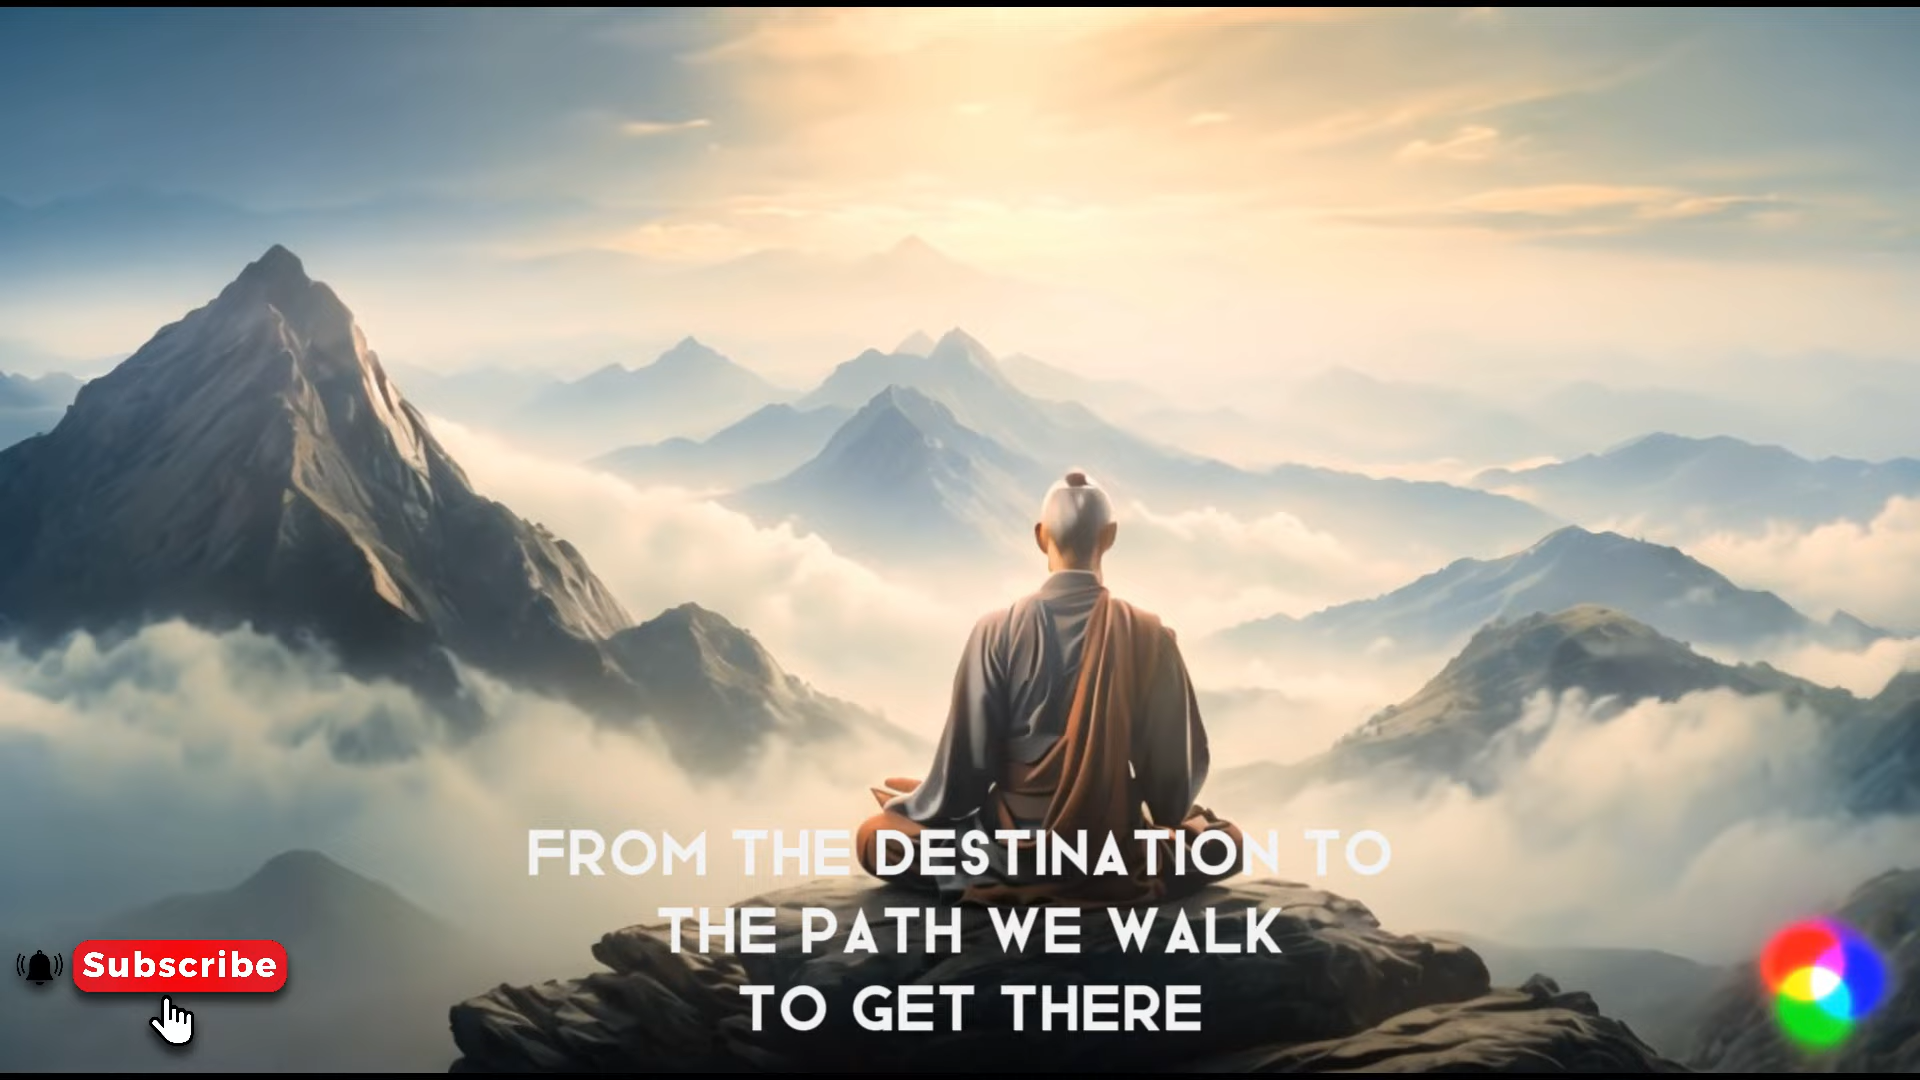 FROM THE DESTINATION TO
THE PATH WE WALK
TO GET THERE
Subscribe